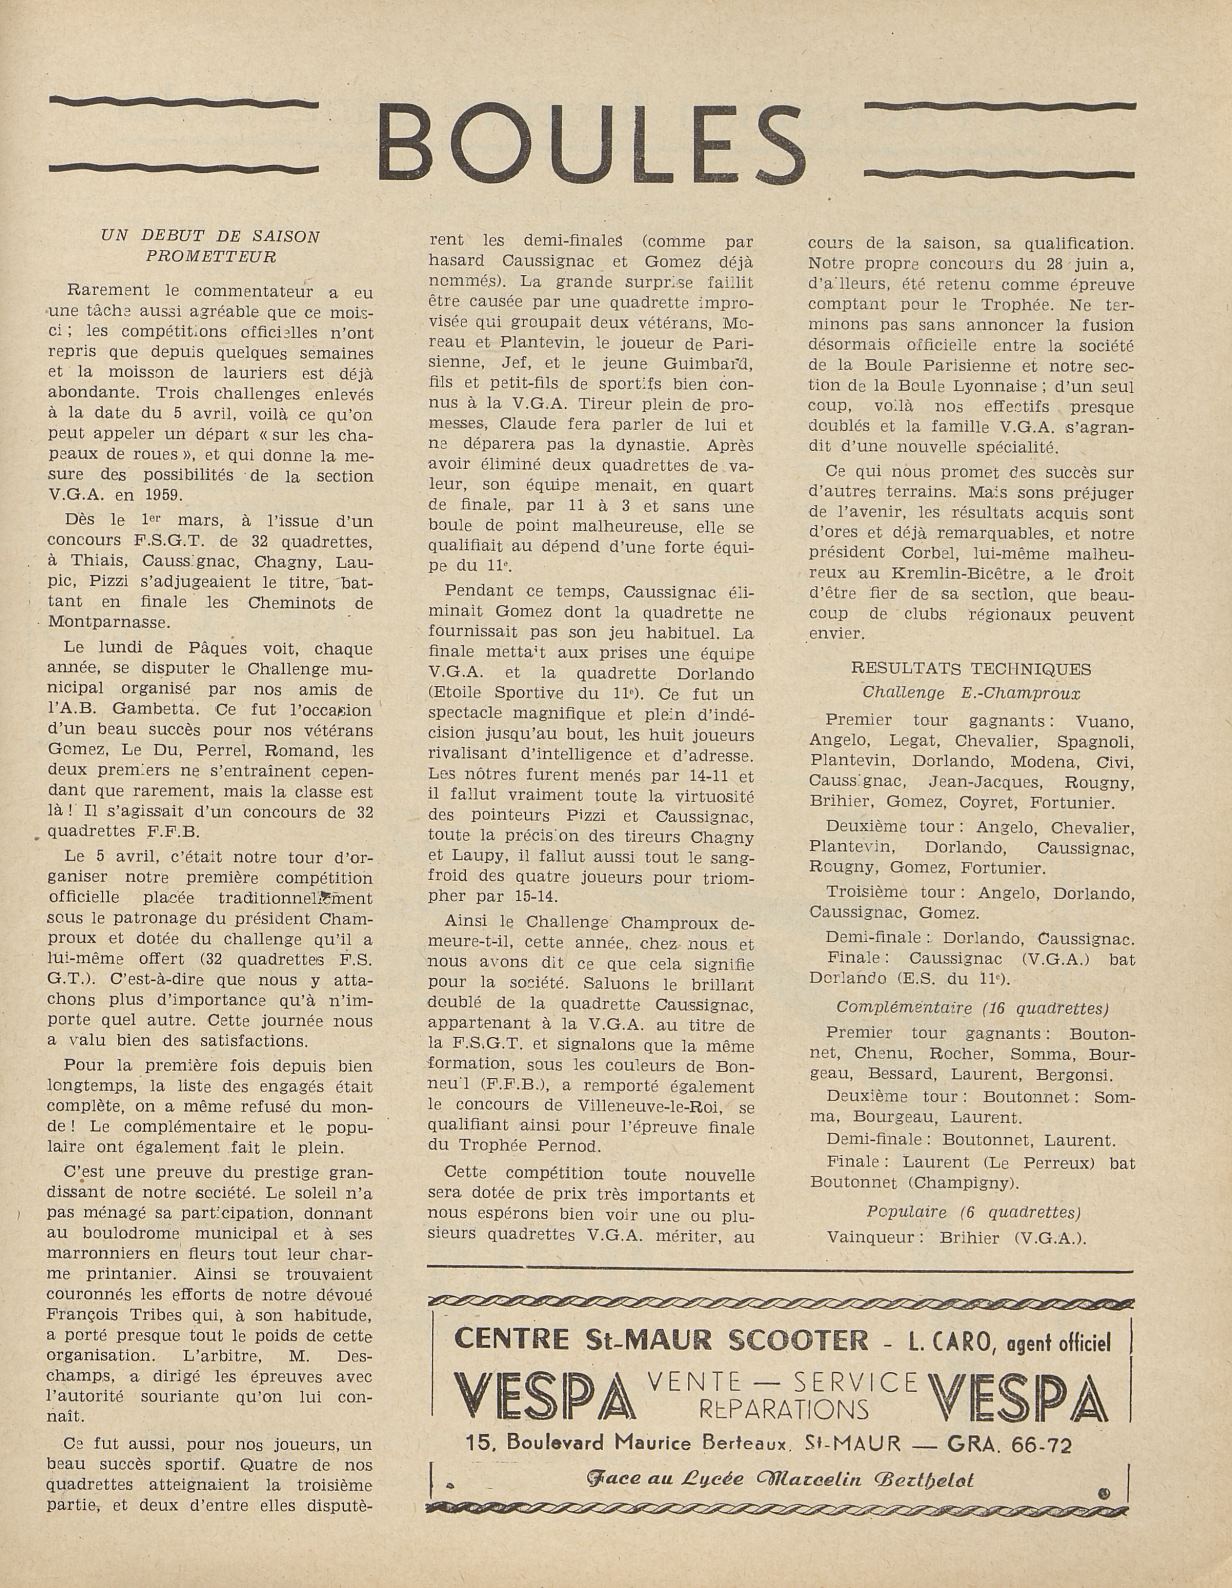 BOULES
UN DEBUT DE SAISON
PROMETTEUR
Rarement le commentateur a eu
une tâche aussi agréable que ce mois-
ci ; les compétitions officielles n'ont
repris que depuis quelques semaines
et la moisson de lauriers est déjà
abondante. Trois challenges enlevés
à la date du 5 avril, voilà ce qu'on
peut appeler un départ « sur les cha-
peaux de roues », et qui donne la me-
sure des possibilités de la section
V.G.A. en 1959.
Dès le 1er mars, à l'issue d'un
concours F.S.G.T. de 32 quadrettes,
à Thiais, Caussignac, Chagny, Lau-
pic, Pizzi s'adjugeaient le titre, bat-
tant en finale les Cheminots de
Montparnasse.
Le lundi de Pâques voit, chaque
année, se disputer le Challenge mu-
nicipal organisé par nos amis de
l'A.B. Gambetta. Ce fut l'occasion
d'un beau succès pour nos vétérans
Gomez, Le Du, Perrel, Romand, les
deux premiers ne s'entraînent cepen-
dant que rarement, mais la classe est
là ! Il s'agissait d'un concours de 32
quadrettes F.F.B.
Le 5 avril, c'était notre tour d'or-
ganiser notre première compétition
officielle placée traditionnellement
sous le patronage du président Cham-
proux et dotée du challenge qu'il a
lui-même offert (32 quadrettes F.S.
G.T.). C'est-à-dire que nous y atta-
chons plus d'importance qu'à n'im-
porte quel autre. Cette journée nous
a valu bien des satisfactions.
Pour la première fois depuis bien
longtemps, la liste des engagés était
complète, on a même refusé du mon-
de ! Le complémentaire et le popu-
laire ont également fait le plein.
C'est une preuve du prestige gran-
dissant de notre société. Le soleil n'a
pas ménagé sa participation, donnant
au boulodrome municipal et à ses
marronniers en fleurs tout leur char-
me printanier. Ainsi se trouvaient
couronnés les efforts de notre dévoué
François Tribes qui, à son habitude,
a porté presque tout le poids de cette
organisation. L'arbitre, M. Des-
champs, a dirigé les épreuves avec
l'autorité souriante qu'on lui con-
naît.
Ce fut aussi, pour nos joueurs, un
beau succès sportif. Quatre de nos
quadrettes atteignaient la troisième
partie, et deux d'entre elles disputè-
rent les demi-finales (comme par
hasard Caussignac et Gomez déjà
nommés). La grande surprise faillit
être causée par une quadrette impro-
visée qui groupait deux vétérans, Mo-
reau et Plantevin, le joueur de Pari-
sienne, Jef, et le jeune Guimbard,
fils et petit-fils de sportifs bien con-
nus à la V.G.A. Tireur plein de pro-
messes, Claude fera parler de lui et
ne déparera pas la dynastie. Après
avoir éliminé deux quadrettes de va-
leur, son équipe menait, en quart
de finale, par 11 à 3 et sans une
boule de point malheureuse, elle se
qualifiait au dépend d'une forte équi-
pe du 11e.
Pendant ce temps, Caussignac éli-
minait Gomez dont la quadrette ne
fournissait pas son jeu habituel. La
finale mettait aux prises une équipe
V.G.A. et la quadrette Dorlando
(Etoile Sportive du 11e). Ce fut un
spectacle magnifique et plein d'indé-
cision jusqu'au bout, les huit joueurs
rivalisant d'intelligence et d'adresse.
Les nôtres furent menés par 14-11 et
il fallut vraiment toute la virtuosité
des pointeurs Pizzi et Caussignac,
toute la précision des tireurs Chagny
et Laupy, il fallut aussi tout le sang-
froid des quatre joueurs pour triom-
pher par 15-14.
Ainsi le Challenge Champroux de-
meure-t-il, cette année, chez nous et
nous avons dit ce que cela signifie
pour la société. Saluons le brillant
doublé de la quadrette Caussignac,
appartenant à la V.G.A. au titre de
la F.S.G.T. et signalons que la même
formation, sous les couleurs de Bon-
neuil (F.F.B.), a remporté également
le concours de Villeneuve-le-Roi, se
qualifiant ainsi pour l'épreuve finale
du Trophée Pernod.
Cette compétition toute nouvelle
sera dotée de prix très importants et
nous espérons bien voir une ou plu-
sieurs quadrettes V.G.A. mériter, au
cours de la saison, sa qualification.
Notre propre concours du 28 juin a,
d'ailleurs, été retenu comme épreuve
comptant pour le Trophée. Ne ter-
minons pas sans annoncer la fusion
désormais officielle entre la société
de la Boule Parisienne et notre sec-
tion de la Boule Lyonnaise ; d'un seul
coup, voilà nos effectifs presque
doublés et la famille V.G.A. s'agran-
dit d'une nouvelle spécialité.
Ce qui nous promet des succès sur
d'autres terrains. Mais sons préjuger
de l'avenir, les résultats acquis sont
d'ores et déjà remarquables, et notre
président Corbel, lui-même malheu-
reux au Kremlin-Bicêtre, a le droit
d'être fier de sa section, que beau-
coup de clubs régionaux peuvent
envier.
RESULTATS TECHNIQUES
Challenge E.-Champroux
Premier tour gagnants : Vuano,
Angelo, Legat, Chevalier, Spagnoli,
Plantevin, Dorlando, Modena, Civi,
Caussignac, Jean-Jacques, Rougny,
Brihier, Gomez, Coyret, Fortunier.
Deuxième tour : Angelo, Chevalier,
Plantevin, Dorlando, Caussignac,
Rougny, Gomez, Fortunier.
Troisième tour : Angelo, Dorlando,
Caussignac, Gomez.
Demi-finale : Dorlando, Caussignac.
Finale : Caussignac (V.G.A.) bat
Dorlando (E.S. du 11e).
Complémentaire (16 quadrettes)
Premier tour gagnants : Bouton-
net, Chenu, Rocher, Somma, Bour-
geau, Bessard, Laurent, Bergonsi.
Deuxième tour : Boutonnet : Som-
ma, Bourgeau, Laurent.
Demi-finale : Boutonnet, Laurent.
Finale : Laurent (Le Perreux) bat
Boutonnet (Champigny).
Populaire (6 quadrettes)
Vainqueur : Brihier (V.G.A.).
CENTRE St-MAUR SCOOTER - L. CARO, agent officiel
VESPA VENTE — SERVICE VESPA
REPARATIONS
15, Boulevard Maurice Berteaux. St-MAUR — GRA. 66-72
Face au Lycée Marcelin Berthelot